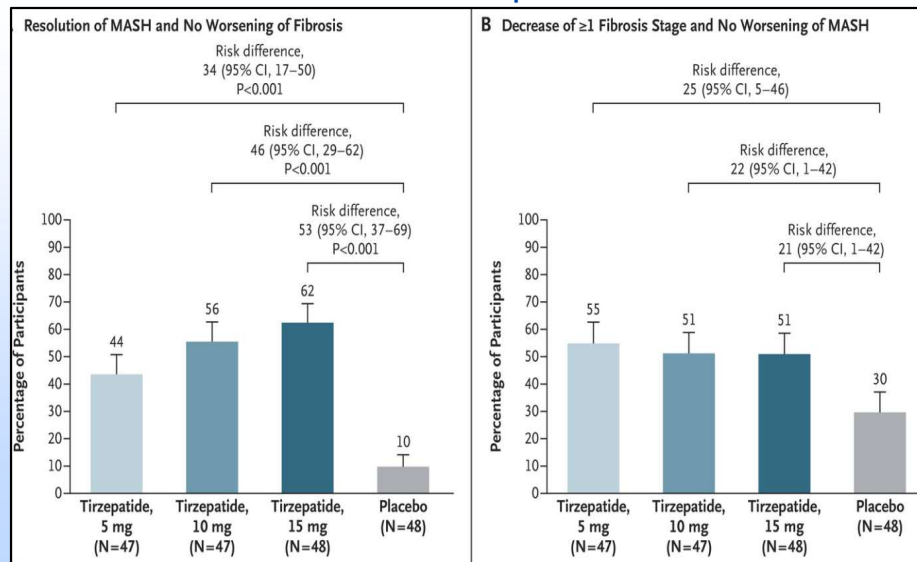 Resolution of MASH and No Worsening of Fibrosis
Risk difference,
34 (95% CI, 17–50)
P<0.001
Risk difference,
46 (95% CI, 29–62)
P<0.001
Risk difference,
53 (95% CI, 37–69)
P<0.001
Percentage of Participants
100
90
80
70
60
50
40
30
20
10
0
44
56
62
10
Tirzepatide,
5 mg
(N=47)
Tirzepatide,
10 mg
(N=47)
Tirzepatide,
15 mg
(N=48)
Placebo
(N=48)
B Decrease of ≥1 Fibrosis Stage and No Worsening of MASH
Risk difference,
25 (95% CI, 5–46)
Risk difference,
22 (95% CI, 1–42)
Risk difference,
21 (95% CI, 1–42)
Percentage of Participants
100
90
80
70
60
50
40
30
20
10
0
55
51
51
30
Tirzepatide,
5 mg
(N=47)
Tirzepatide,
10 mg
(N=47)
Tirzepatide,
15 mg
(N=48)
Placebo
(N=48)